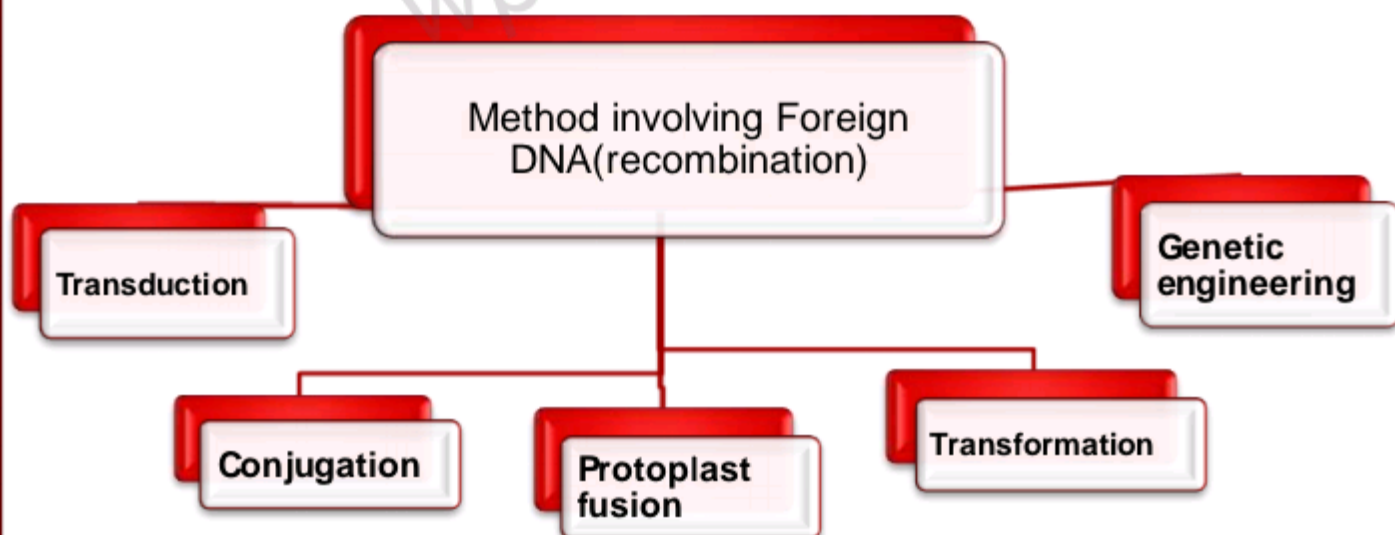 Method involving Foreign
DNA(recombination)
Transduction
Genetic
engineering
Conjugation
Protoplast
fusion
Transformation